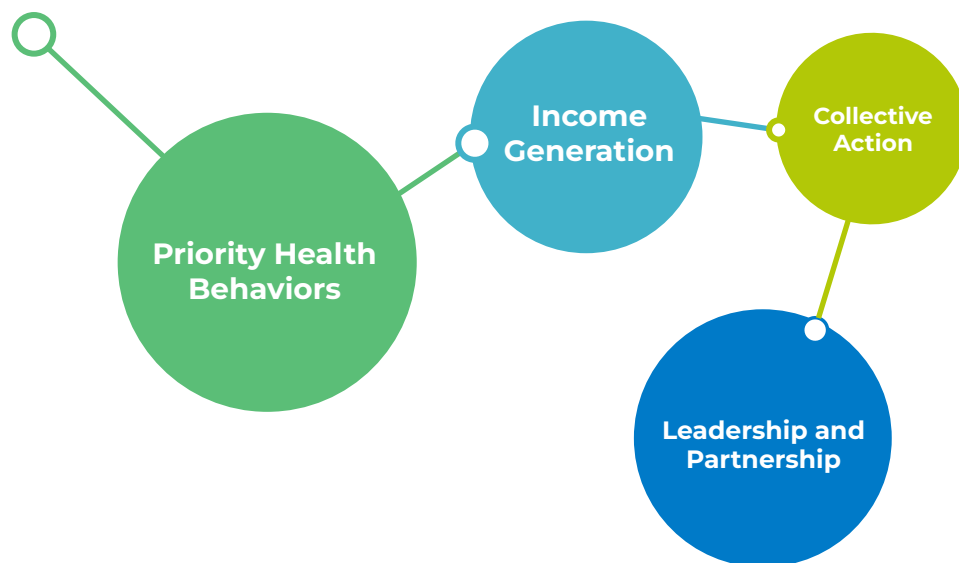 Priority Health
Behaviors
Income
Generation
Collective
Action
Leadership and
Partnership